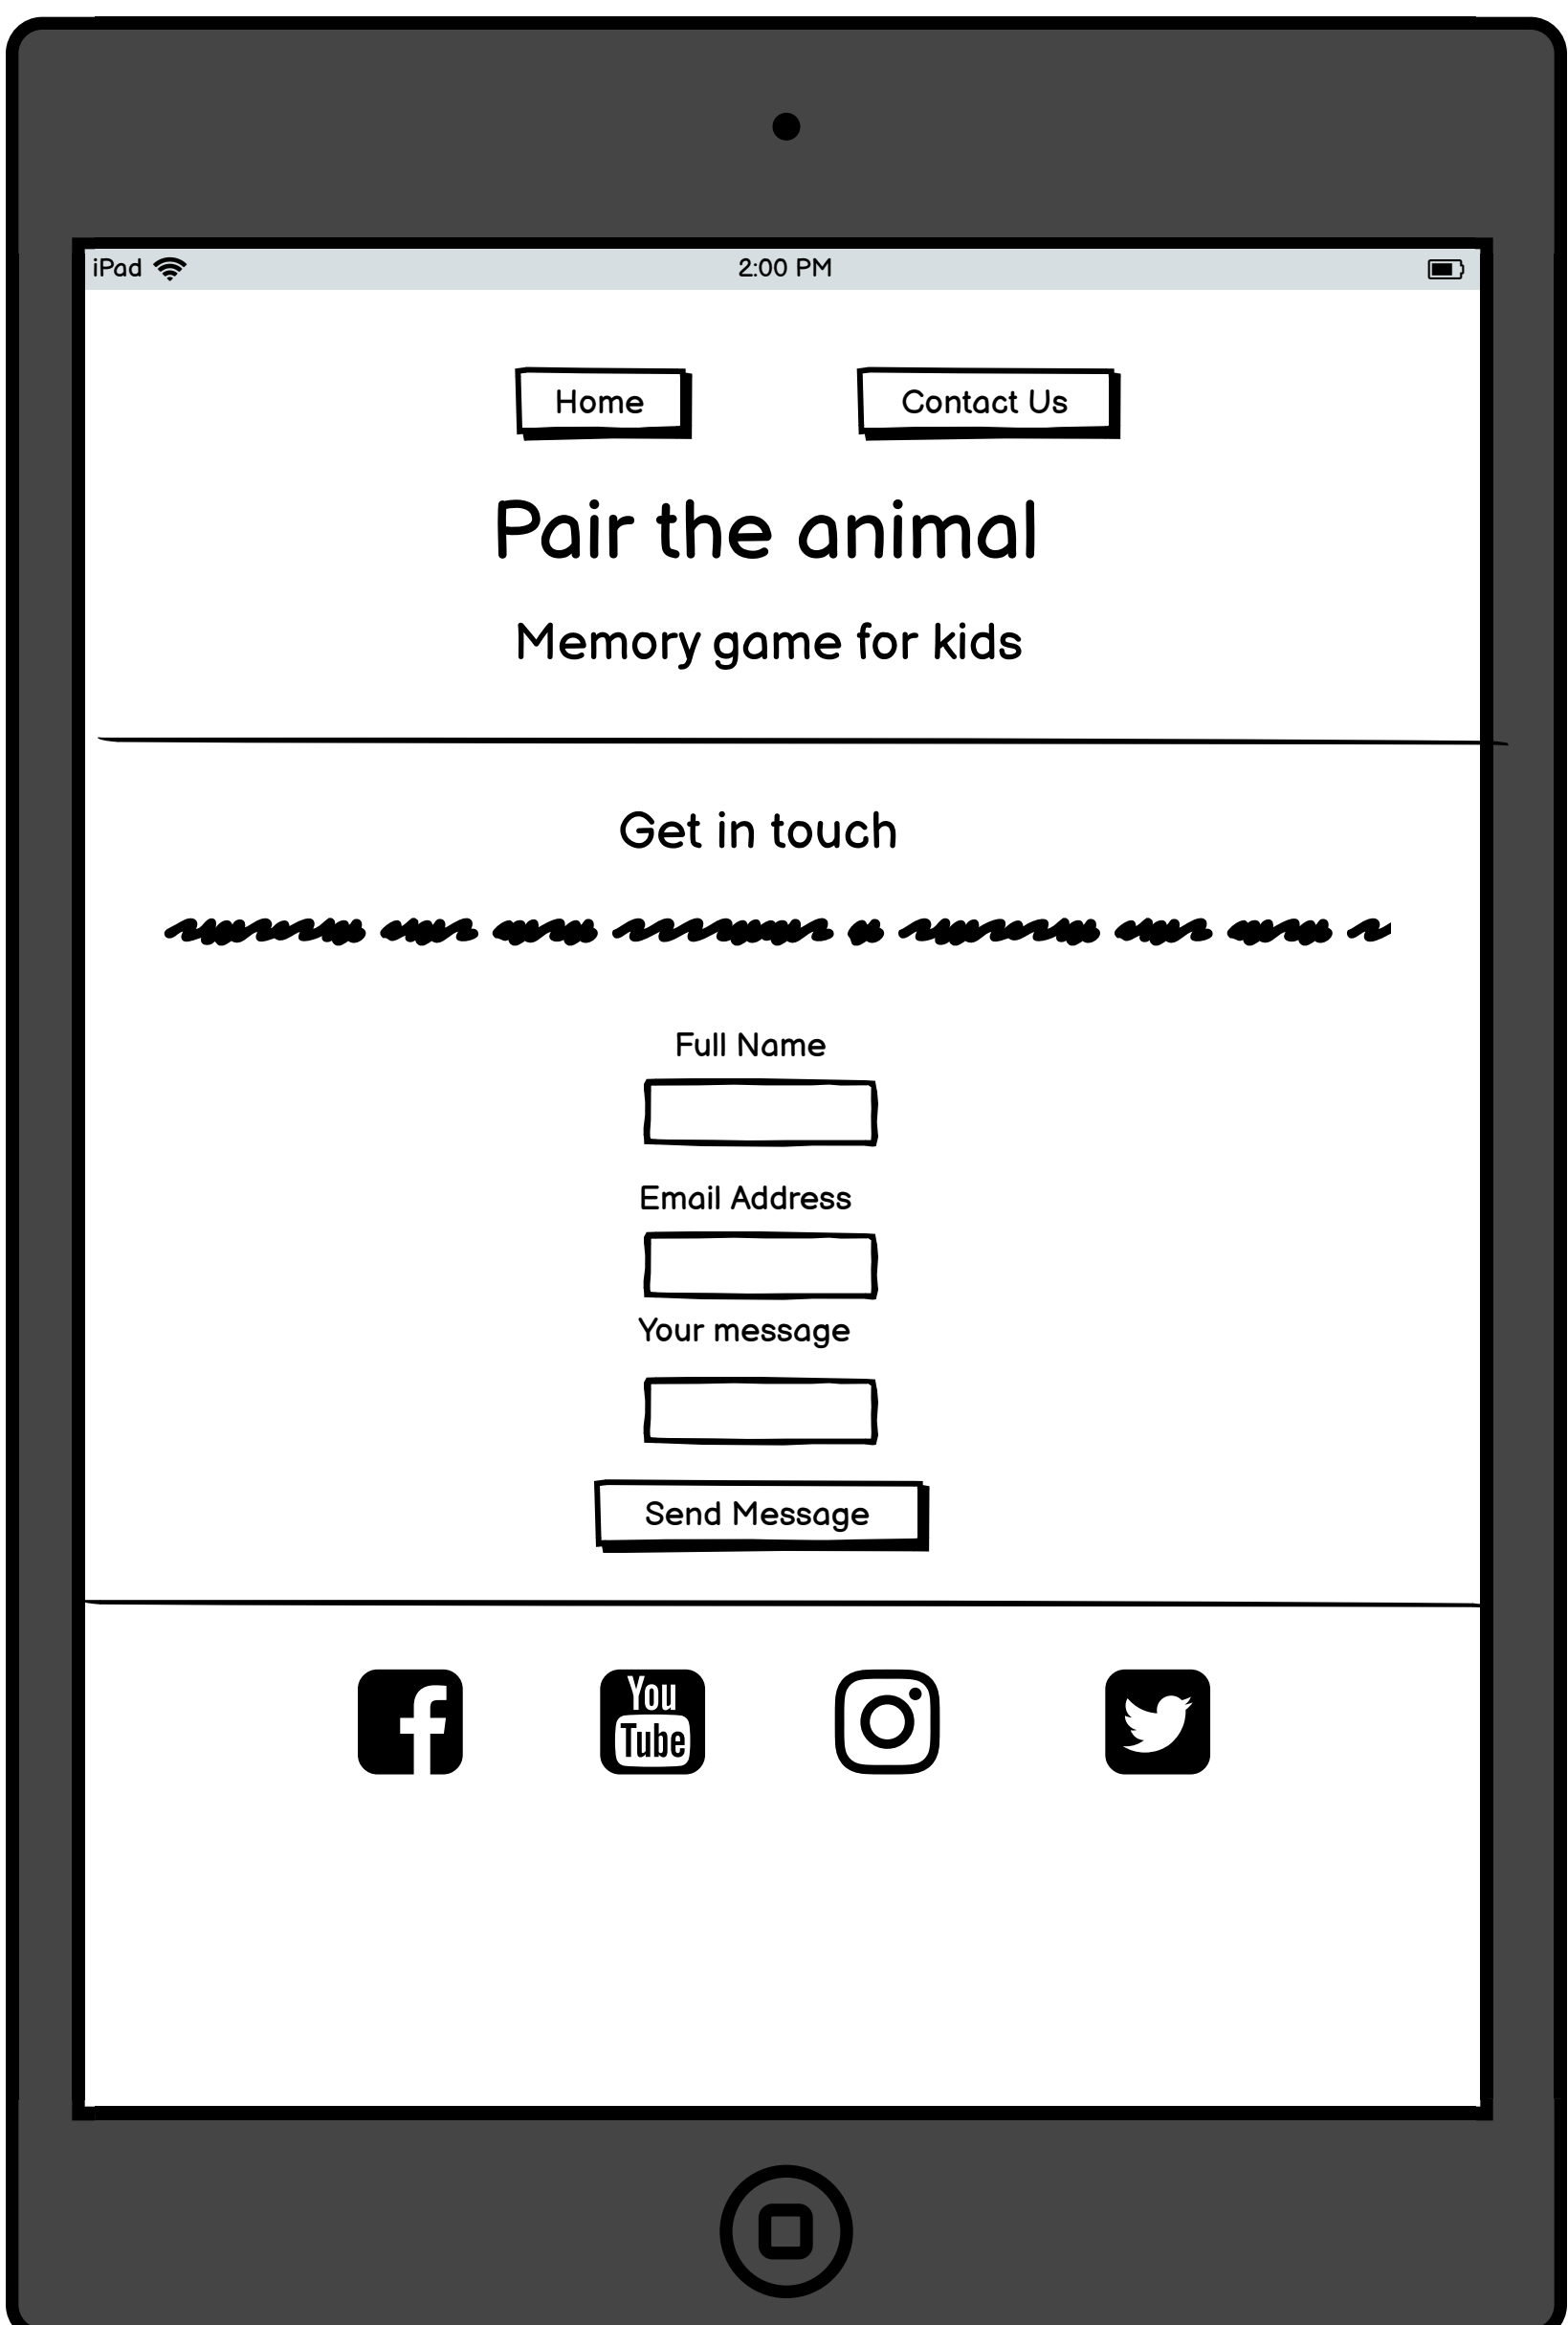 iPad 2:00 PM
Home Contact Us
Pair the animal
Memory game for kids
Get in touch
Full Name
Email Address
Your message
Send Message
You
Tube